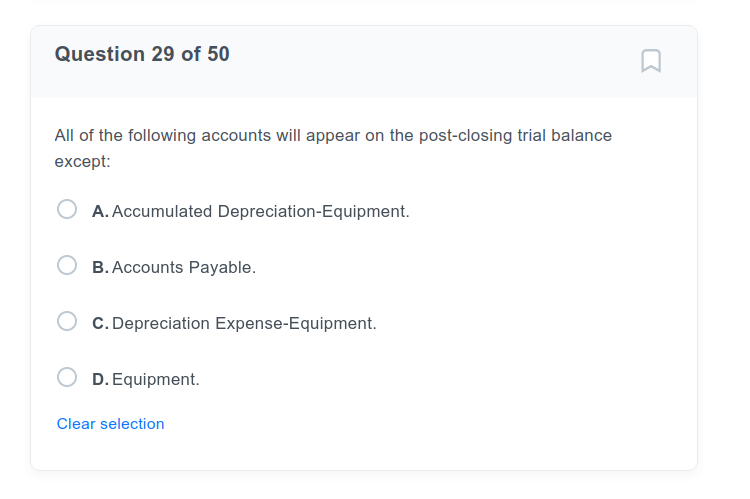 Question 29 of 50
All of the following accounts will appear on the post-closing trial balance
except:
A. Accumulated Depreciation-Equipment.
B. Accounts Payable.
C. Depreciation Expense-Equipment.
D. Equipment.
Clear selection